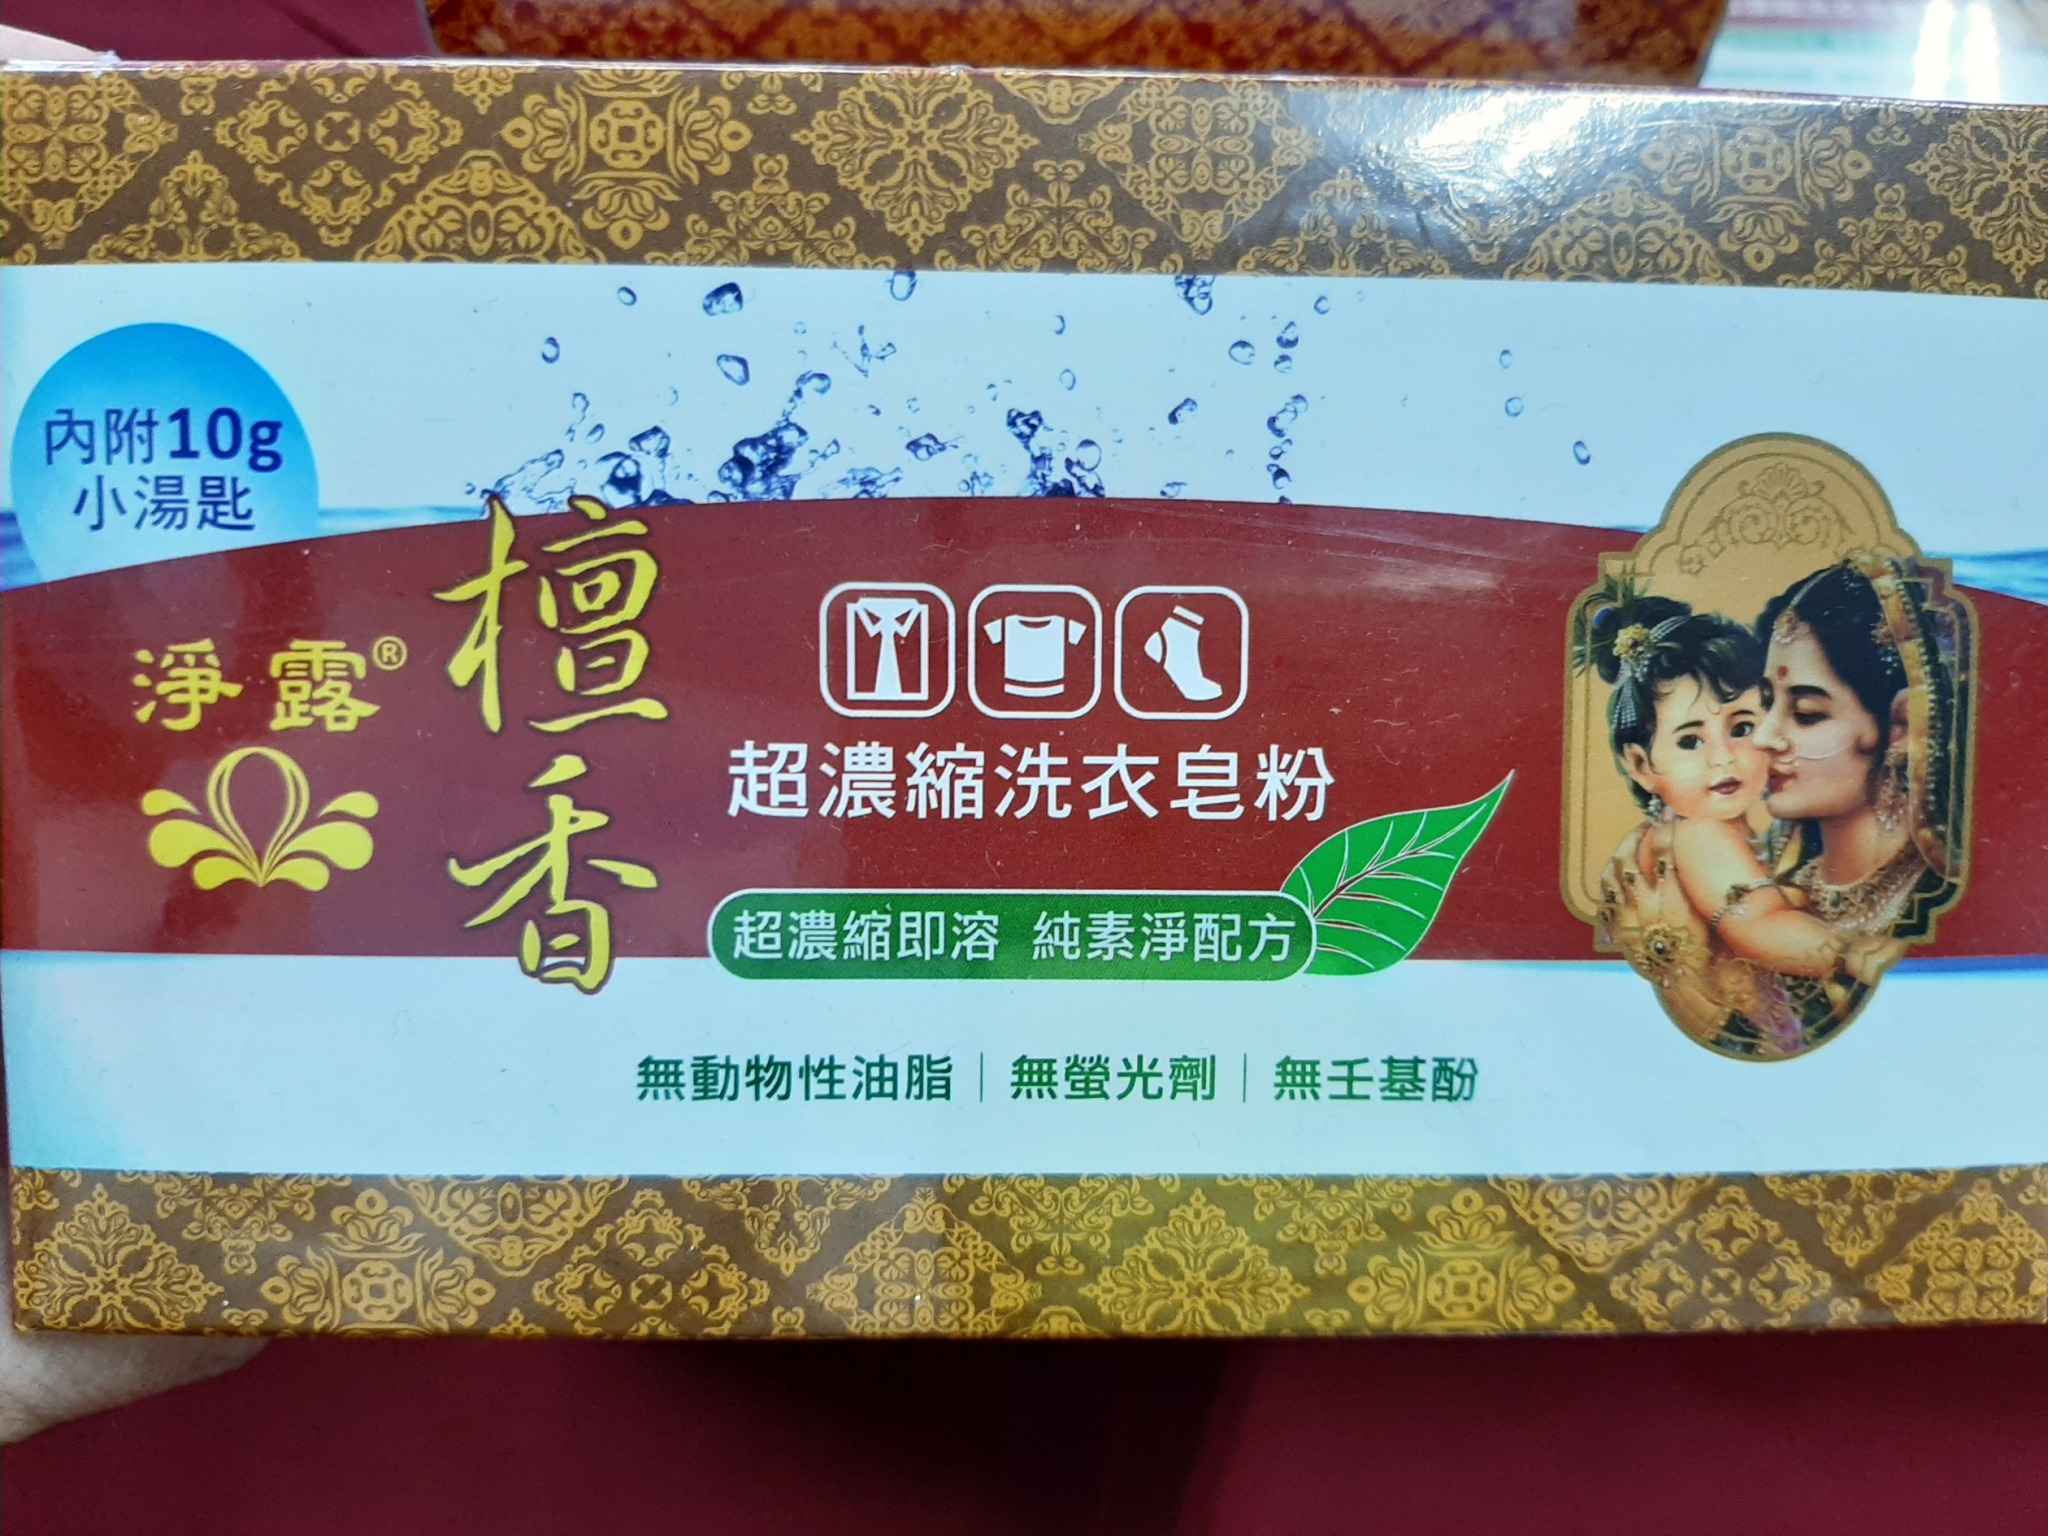 內附10g
小湯匙
淨露®
檀香
超濃縮洗衣皂粉
超濃縮即溶 純素淨配方
無動物性油脂｜無螢光劑｜無壬基酚